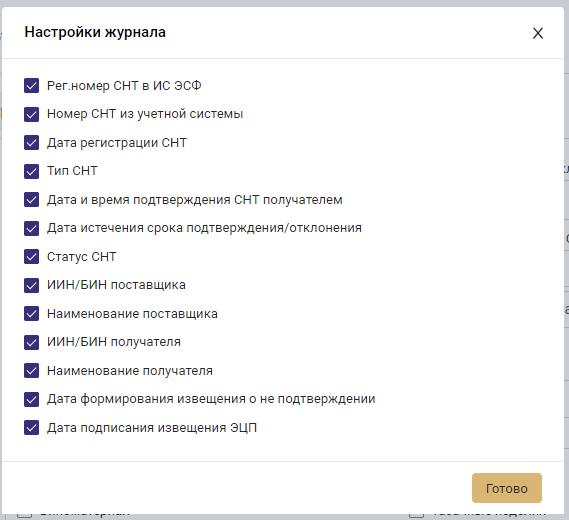 Настройки журнала
Рег.номер СНТ в ИС ЭСФ
Номер СНТ из учетной системы
Дата регистрации СНТ
Тип СНТ
Дата и время подтверждения СНТ получателем
Дата истечения срока подтверждения/отклонения
Статус СНТ
ИИН/БИН поставщика
Наименование поставщика
ИИН/БИН получателя
Наименование получателя
Дата формирования извещения о не подтверждении
Дата подписания извещения ЭЦП
Готово